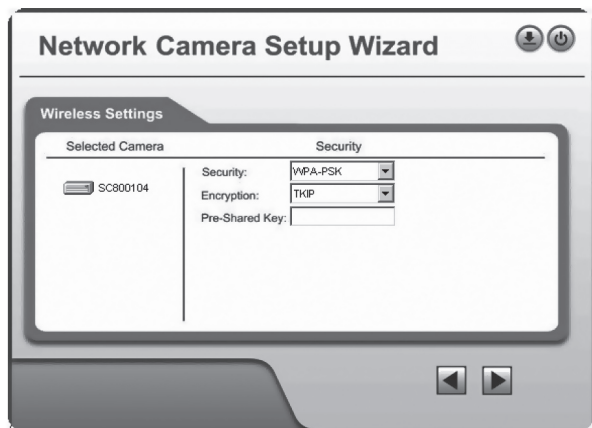 Network Camera Setup Wizard
Wireless Settings
Selected Camera
Security
SC800104
Security: WPA-PSK
Encryption: TKIP
Pre-Shared Key: